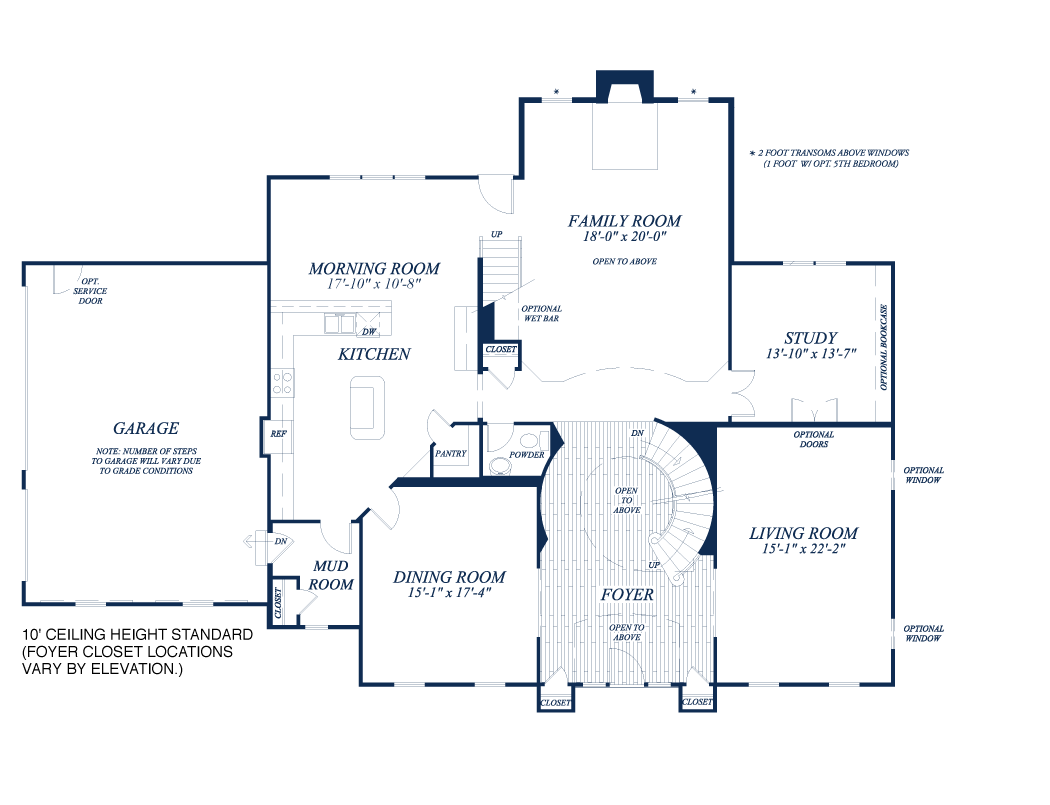 *
*
* 2 FOOT TRANSOMS ABOVE WINDOWS
(1 FOOT W/ OPT. 5TH BEDROOM)
FAMILY ROOM
18'-0" x 20'-0"
OPEN TO ABOVE
UP
MORNING ROOM
17'-10" x 10'-8"
OPT.
SERVICE
DOOR
OPTIONAL
WET BAR
DW
KITCHEN
CLOSET
STUDY
13'-10" x 13'-7"
OPTIONAL BOOKCASE
GARAGE
NOTE: NUMBER OF STEPS
TO GARAGE WILL VARY DUE
TO GRADE CONDITIONS
REF
PANTRY
POWDER
DN
OPTIONAL
DOORS
OPTIONAL
WINDOW
OPEN
TO
ABOVE
LIVING ROOM
15'-1" x 22'-2"
DN
MUD
ROOM
CLOSET
DINING ROOM
15'-1" x 17'-4"
UP
FOYER
OPEN TO
ABOVE
OPTIONAL
WINDOW
CLOSET
CLOSET
10' CEILING HEIGHT STANDARD
(FOYER CLOSET LOCATIONS
VARY BY ELEVATION.)